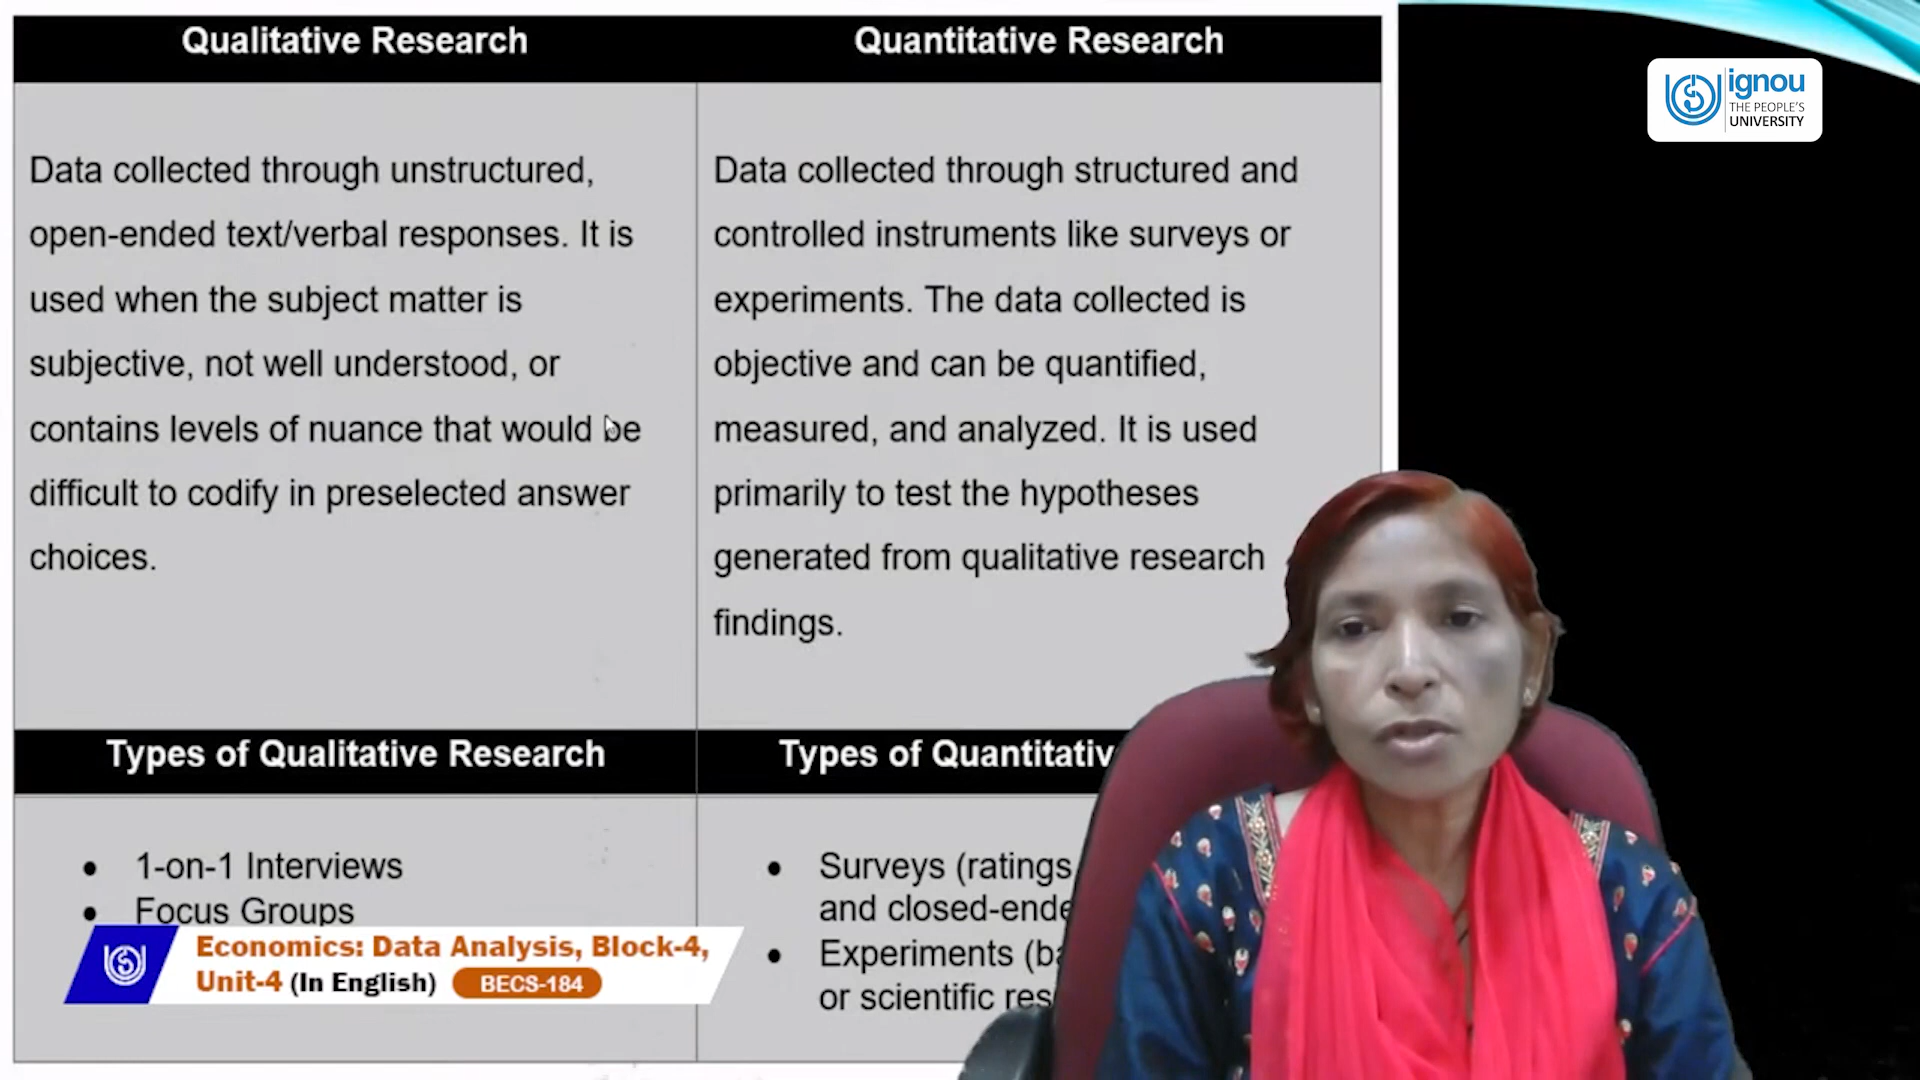 Qualitative Research
Data collected through unstructured,
open-ended text/verbal responses. It is
used when the subject matter is
subjective, not well understood, or
contains levels of nuance that would be
difficult to codify in preselected answer
choices.
Quantitative Research
Data collected through structured and
controlled instruments like surveys or
experiments. The data collected is
objective and can be quantified,
measured, and analyzed. It is used
primarily to test the hypotheses
generated from qualitative research
findings.
Types of Qualitative Research
• 1-on-1 Interviews
• Focus Groups
Types of Quantitativ
• Surveys (ratings
and closed-ende
• Experiments (ba
or scientific res
ignou
THE PEOPLE'S
UNIVERSITY
Economics: Data Analysis, Block-4,
Unit-4 (In English) BECS-184